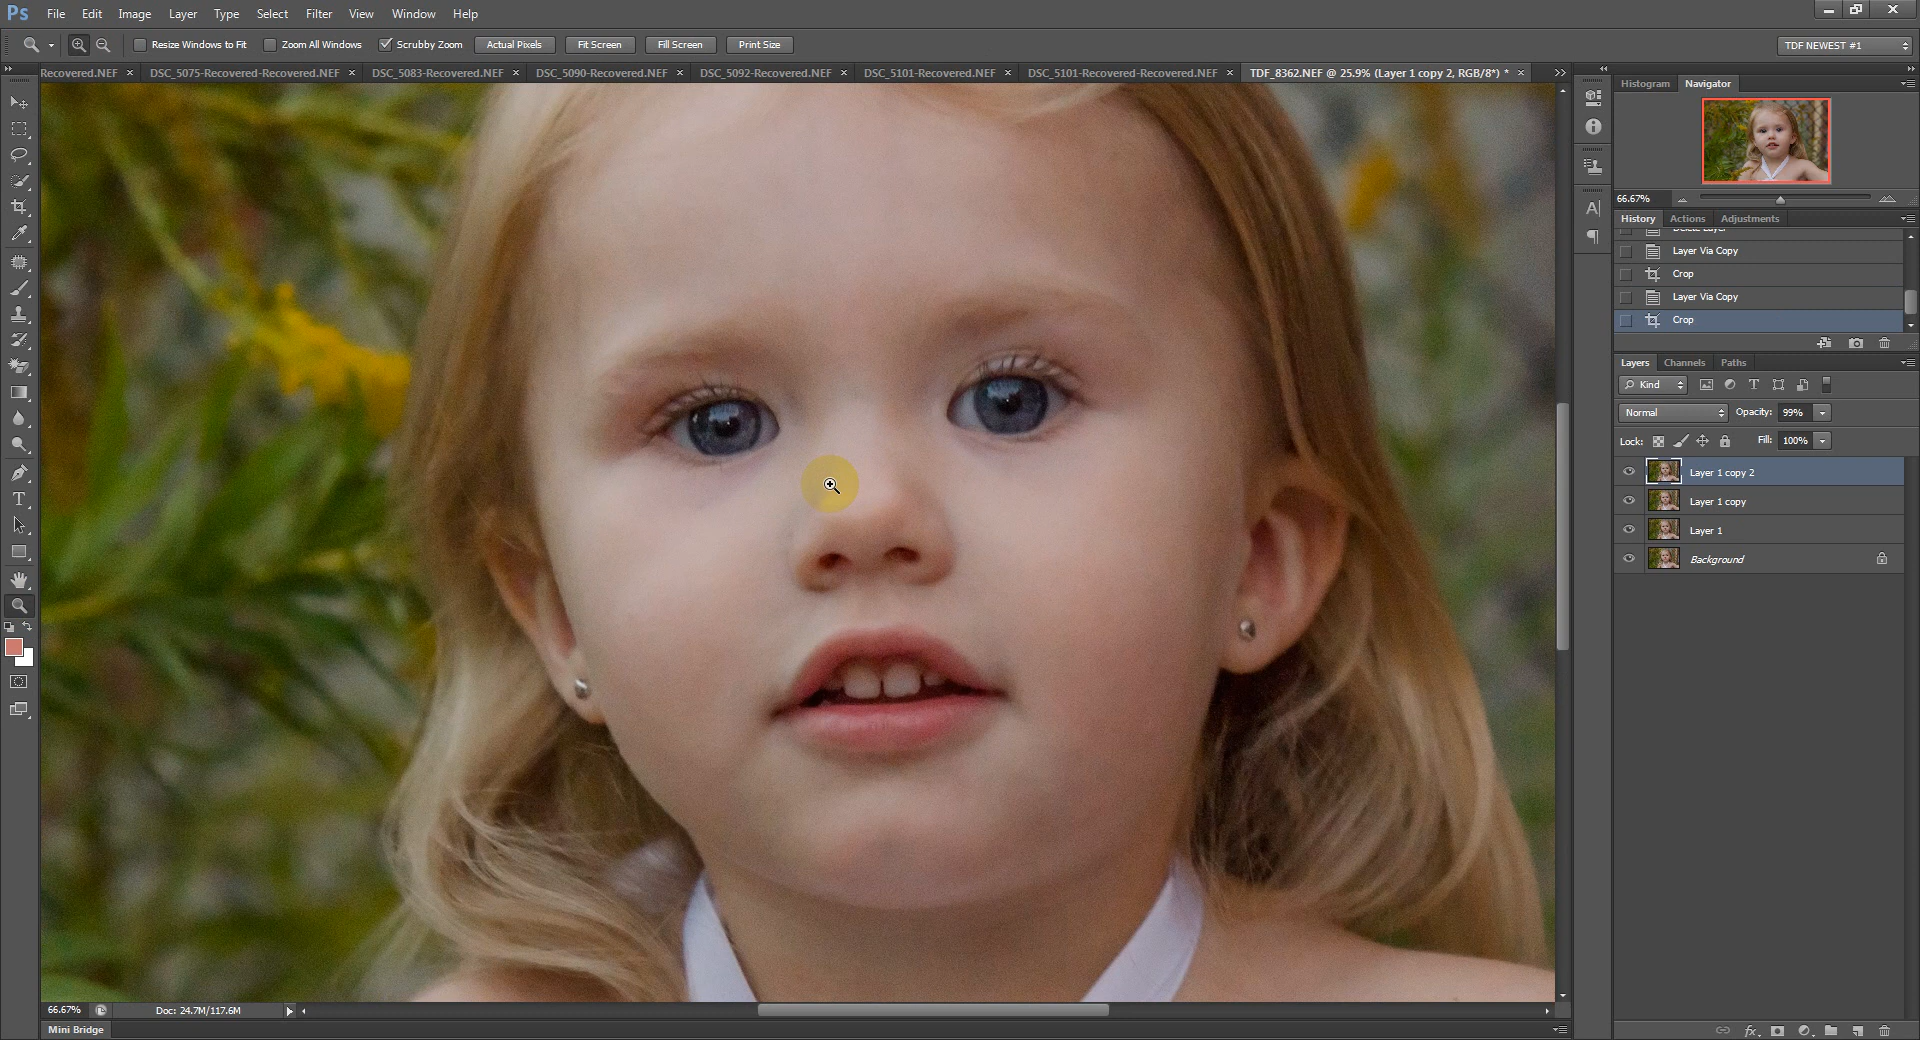 Ps File Edit Image Layer Type Select Filter View Window Help
Resize Windows to Fit Zoom All Windows Scrubby Zoom Actual Pixels Fit Screen Fill Screen Print Size TDF NEWEST #1
Recovered.NEF × DSC_5075-Recovered-Recovered.NEF × DSC_5083-Recovered.NEF × DSC_5090-Recovered.NEF × DSC_5092-Recovered.NEF × DSC_5101-Recovered.NEF × DSC_5101-Recovered-Recovered.NEF × TDF_8362.NEF @ 25.9% (Layer 1 copy 2, RGB/8*) * ×
Histogram Navigator
66.67%
History Actions Adjustments
Delete Layer
Layer Via Copy
Crop
Layer Via Copy
Crop
Layers Channels Paths
Kind
Normal Opacity: 99%
Lock: Fill: 100%
Layer 1 copy 2
Layer 1 copy
Layer 1
Background
66.67% Doc: 24.7M/117.6M
Mini Bridge